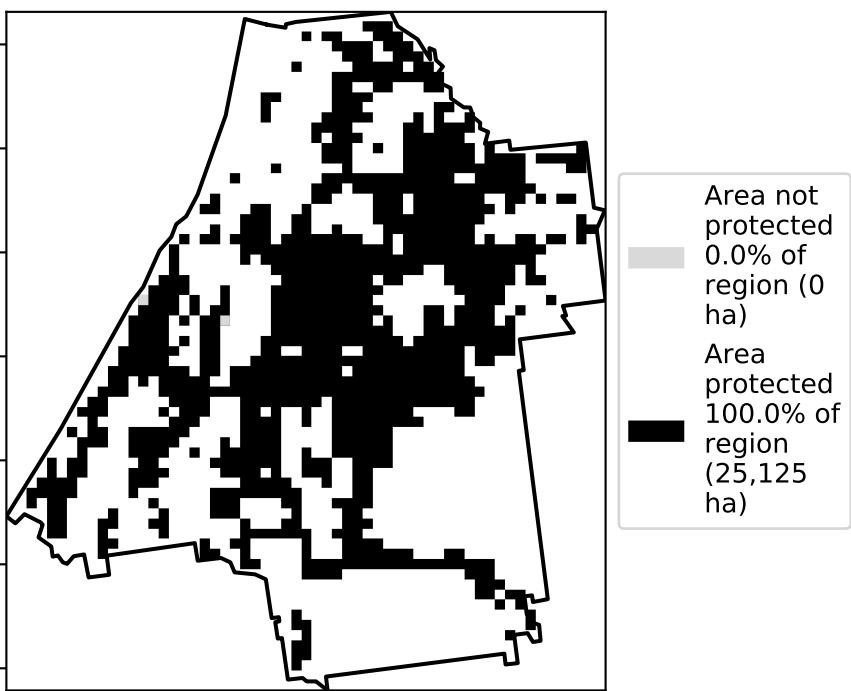 Area not
protected
0.0% of
region (0
ha)
Area
protected
100.0% of
region
(25,125
ha)